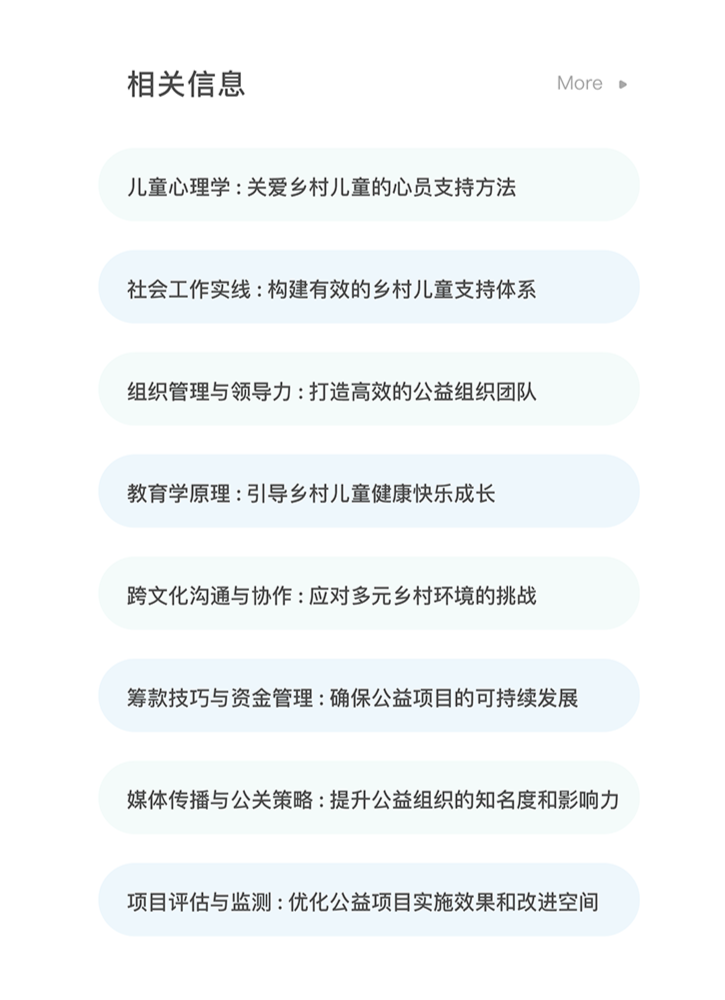 相关信息
More
儿童心理学：关爱乡村儿童的心员支持方法
社会工作实线：构建有效的乡村儿童支持体系
组织管理与领导力：打造高效的公益组织团队
教育学原理：引导乡村儿童健康快乐成长
跨文化沟通与协作：应对多元乡村环境的挑战
筹款技巧与资金管理：确保公益项目的可持续发展
媒体传播与公关策略：提升公益组织的知名度和影响力
项目评估与监测：优化公益项目实施效果和改进空间